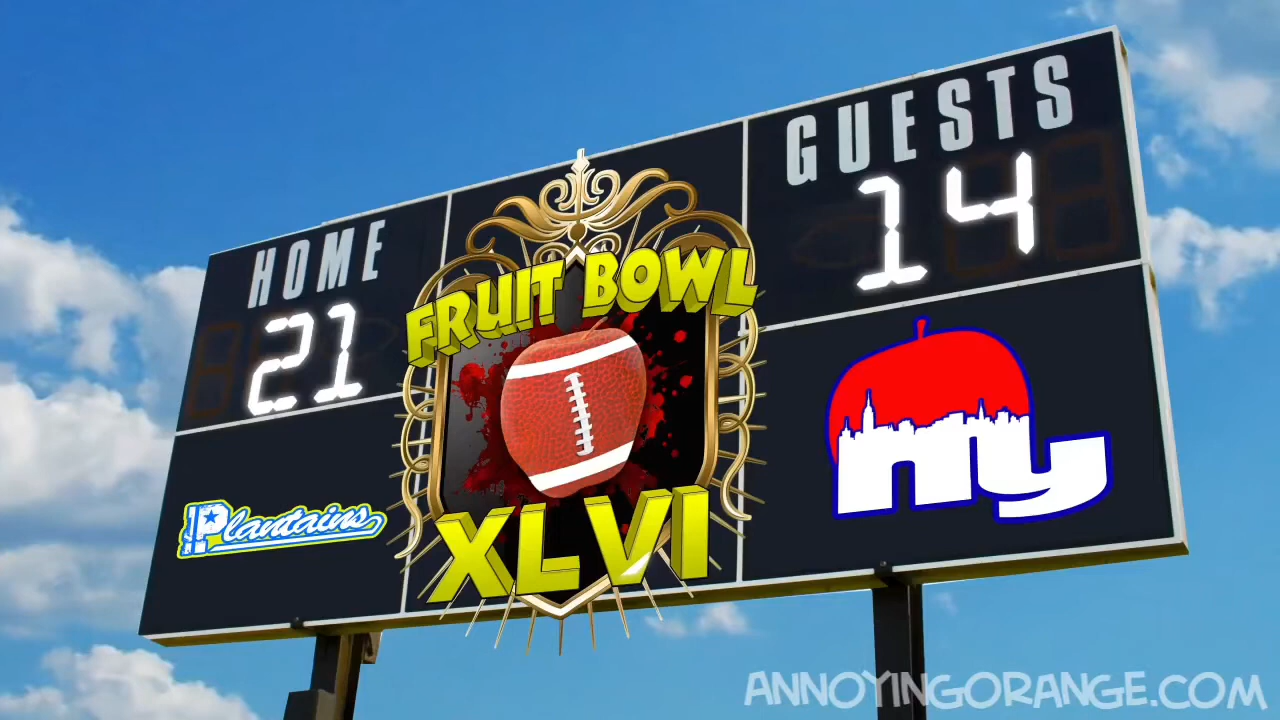 HOME
21
GUESTS
14
FRUIT BOWL
XLVI
Plantains
ny
ANNOYINGORANGE.COM